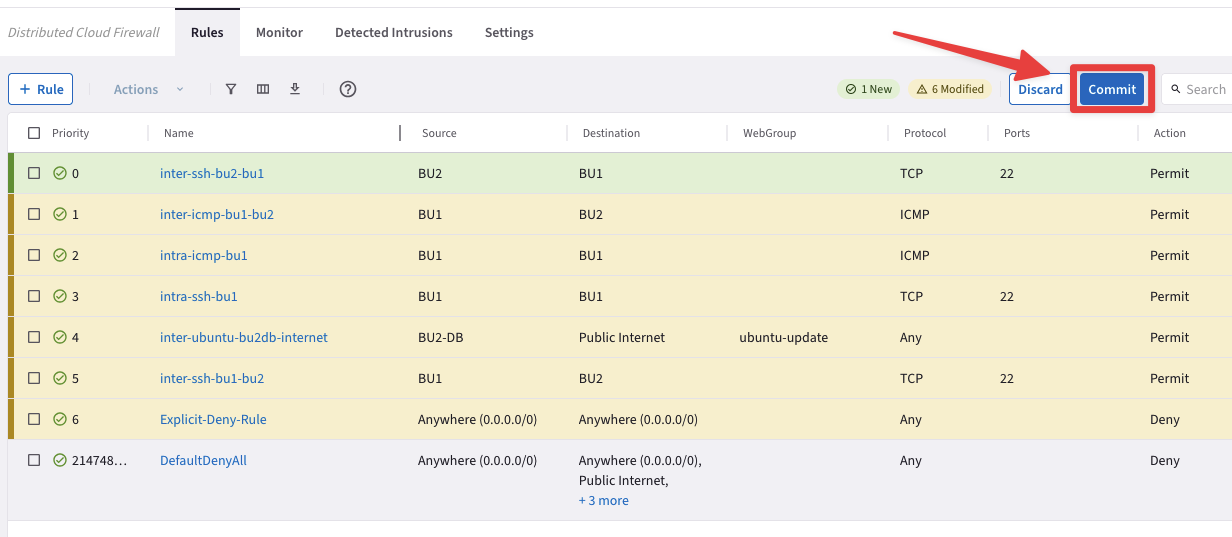 Distributed Cloud Firewall Rules Monitor Detected Intrusions Settings
+ Rule Actions 1 New 6 Modified Discard Commit Search
Priority Name Source Destination WebGroup Protocol Ports Action
0 inter-ssh-bu2-bu1 BU2 BU1 TCP 22 Permit
1 inter-icmp-bu1-bu2 BU1 BU2 ICMP Permit
2 intra-icmp-bu1 BU1 BU1 ICMP Permit
3 intra-ssh-bu1 BU1 BU1 TCP 22 Permit
4 inter-ubuntu-bu2db-internet BU2-DB Public Internet ubuntu-update Any Permit
5 inter-ssh-bu1-bu2 BU1 BU2 TCP 22 Permit
6 Explicit-Deny-Rule Anywhere (0.0.0.0/0) Anywhere (0.0.0.0/0) Any Deny
214748... DefaultDenyAll Anywhere (0.0.0.0/0) Anywhere (0.0.0.0/0), Any Deny
Public Internet,
+ 3 more